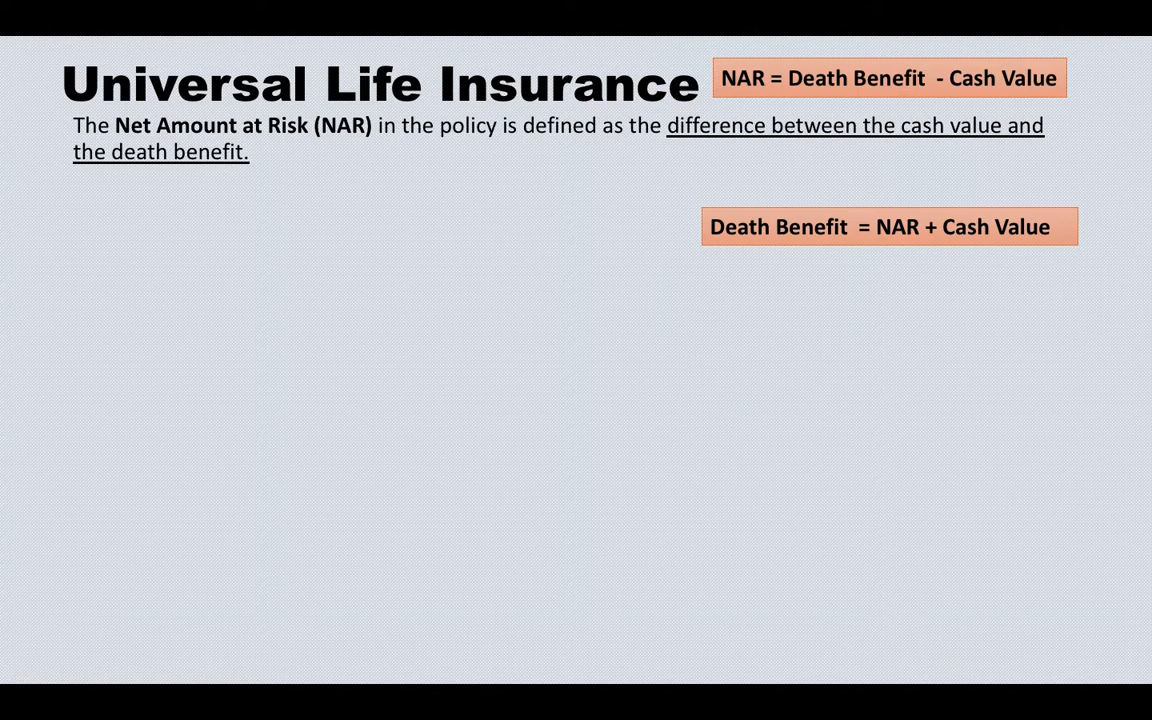 Universal Life Insurance
NAR = Death Benefit - Cash Value
The Net Amount at Risk (NAR) in the policy is defined as the difference between the cash value and
the death benefit.
Death Benefit = NAR + Cash Value